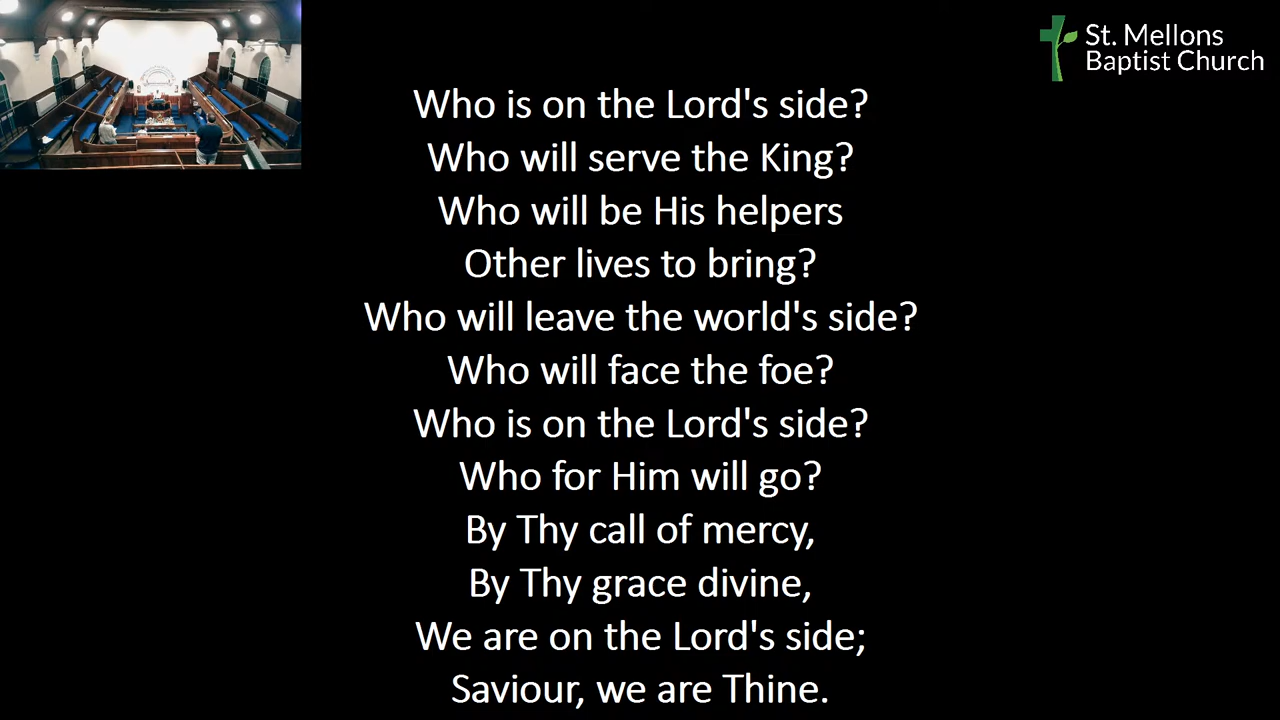 St. Mellons
Baptist Church
Who is on the Lord's side?
Who will serve the King?
Who will be His helpers
Other lives to bring?
Who will leave the world's side?
Who will face the foe?
Who is on the Lord's side?
Who for Him will go?
By Thy call of mercy,
By Thy grace divine,
We are on the Lord's side;
Saviour, we are Thine.